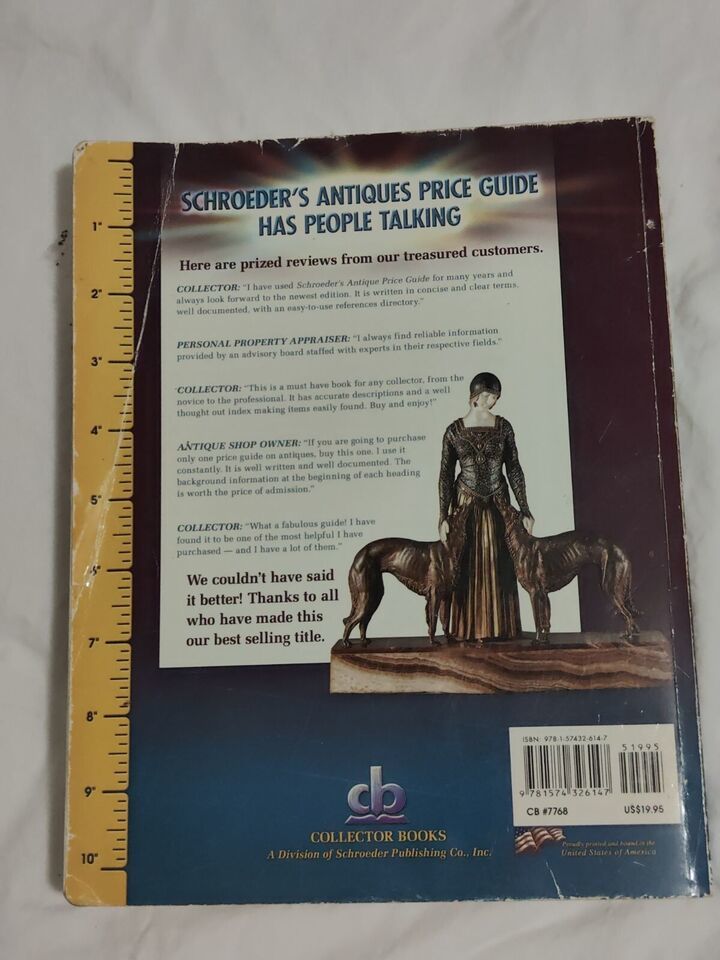 SCHROEDER'S ANTIQUES PRICE GUIDE
HAS PEOPLE TALKING
Here are prized reviews from our treasured customers.
COLLECTOR: "I have used Schroeder's Antique Price Guide for many years and
always look forward to the newest edition. It is written in concise and clear terms,
well documented, with an easy-to-use references directory."
PERSONAL PROPERTY APPRAISER: "I always find reliable information
provided by an advisory board staffed with experts in their respective fields."
COLLECTOR: "This is a must have book for any collector, from the
novice to the professional. It has accurate descriptions and a well
thought out index making items easily found. Buy and enjoy!"
ANTIQUE SHOP OWNER: "If you are going to purchase
only one price guide on antiques, buy this one. I use it
constantly. It is well written and well documented. The
background information at the beginning of each heading
is worth the price of admission."
COLLECTOR: "What a fabulous guide! I have
found it to be one of the most helpful I have
purchased — and I have a lot of them."
We couldn't have said
it better! Thanks to all
who have made this
our best selling title.
1"
2"
3"
4"
5"
6"
7"
8"
9"
10"
cb
COLLECTOR BOOKS
A Division of Schroeder Publishing Co., Inc.
ISBN: 978-1-57432-614-7
51995
9 781574 326147
CB #7768
US$19.95
Proudly printed and bound in the
United States of America